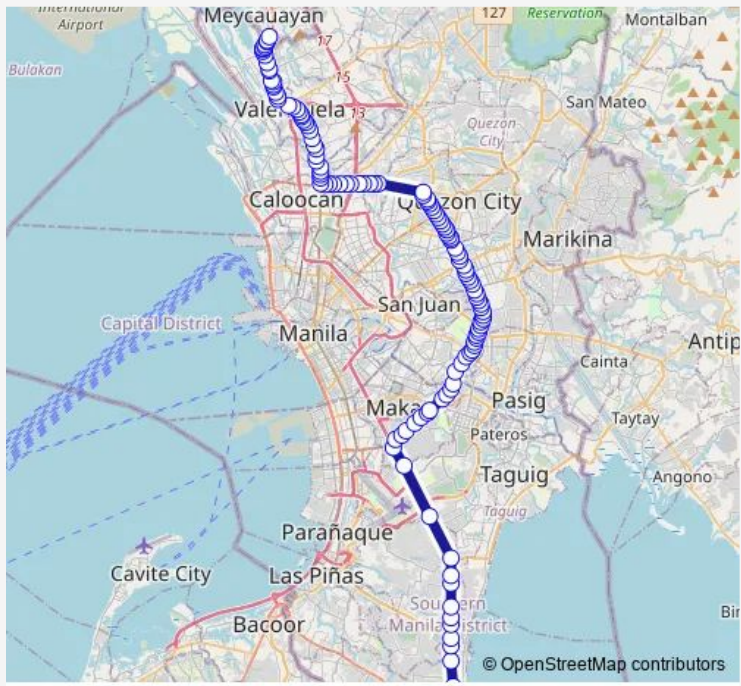 International
Airport
Meycauayan
127
Reservation
Montalban
17
Bulakan
15
Valenzuela
13
San Mateo
Quezon
City
Caloocan
Quezon City
Marikina
Capital District
San Juan
Manila
Antip
Cainta
Maka
Pasig
Taytay
Pateros
Taguig
Angono
Taguig
Parañaque
Cavite City
Las Piñas
Southern
Manila District
Bacoor
Bir
© OpenStreetMap contributors